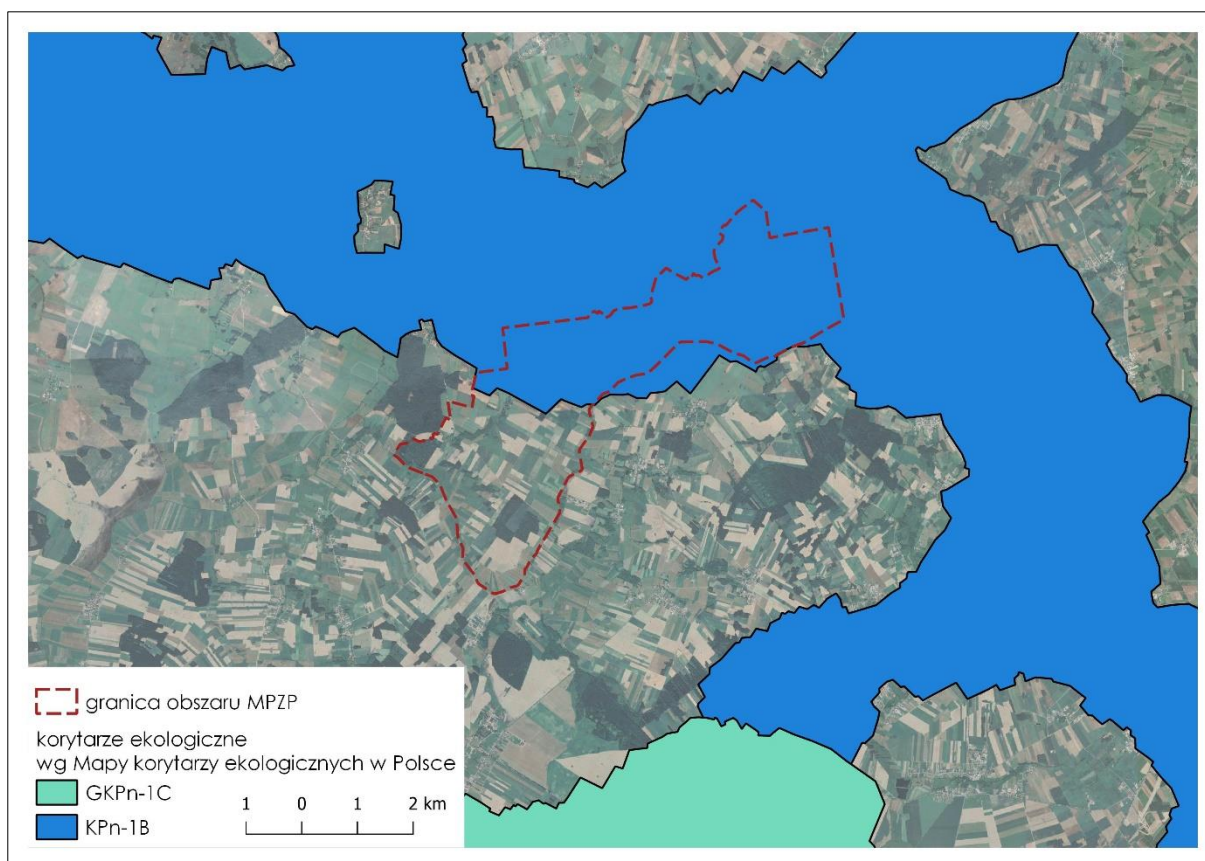 granica obszaru MPZP
korytarze ekologiczne
wg Mapy korytarzy ekologicznych w Polsce
GKPn-1C
KPn-1B
1 0 1 2 km